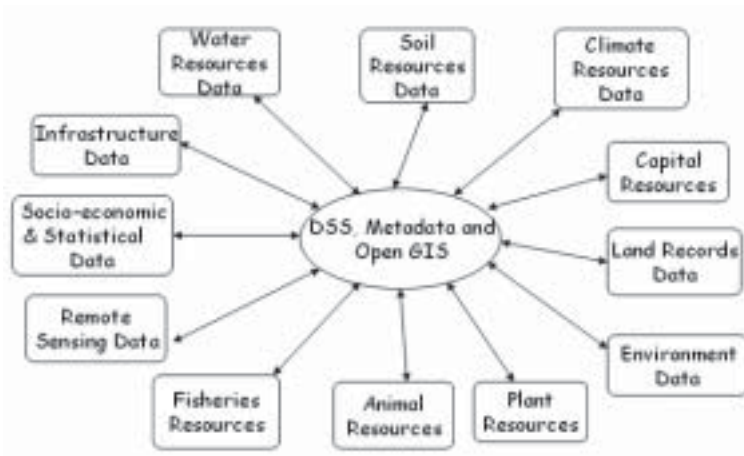 Water
Resources
Data
Soil
Resources
Data
Climate
Resources Data
Infrastructure
Data
Capital
Resources
Socio-economic
& Statistical
Data
DSS, Metadata and
Open GIS
Land Records
Data
Remote
Sensing Data
Environment
Data
Fisheries
Resources
Animal
Resources
Plant
Resources